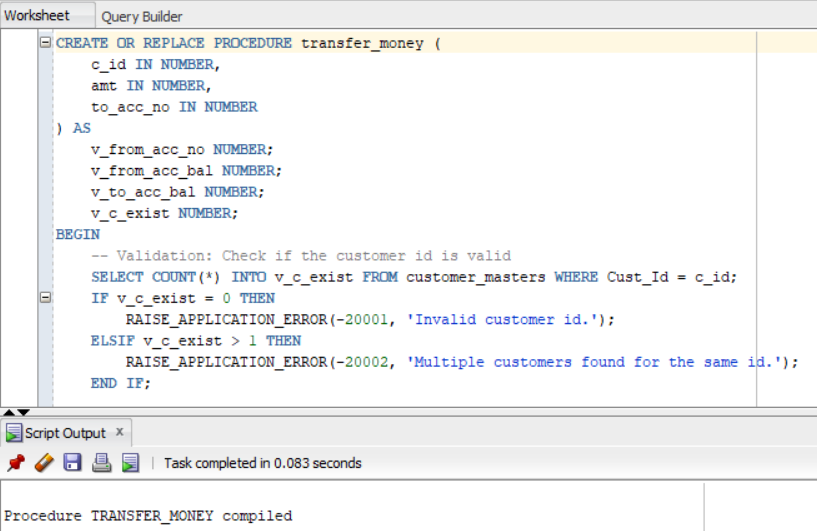 Worksheet Query Builder
CREATE OR REPLACE PROCEDURE transfer_money (
c_id IN NUMBER,
amt IN NUMBER,
to_acc_no IN NUMBER
) AS
v_from_acc_no NUMBER;
v_from_acc_bal NUMBER;
v_to_acc_bal NUMBER;
v_c_exist NUMBER;
BEGIN
-- Validation: Check if the customer id is valid
SELECT COUNT(*) INTO v_c_exist FROM customer_masters WHERE Cust_Id = c_id;
IF v_c_exist = 0 THEN
RAISE_APPLICATION_ERROR(-20001, 'Invalid customer id.');
ELSIF v_c_exist > 1 THEN
RAISE_APPLICATION_ERROR(-20002, 'Multiple customers found for the same id.');
END IF;
Script Output x
Task completed in 0.083 seconds
Procedure TRANSFER_MONEY compiled